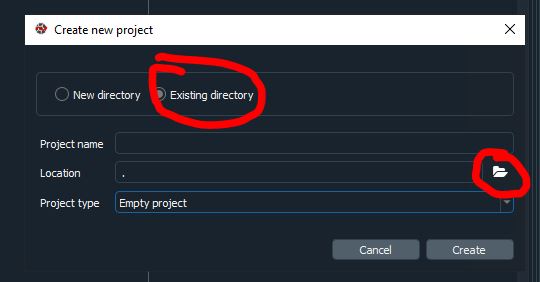 Create new project
New directory Existing directory
Project name
Location .
Project type Empty project
Cancel Create